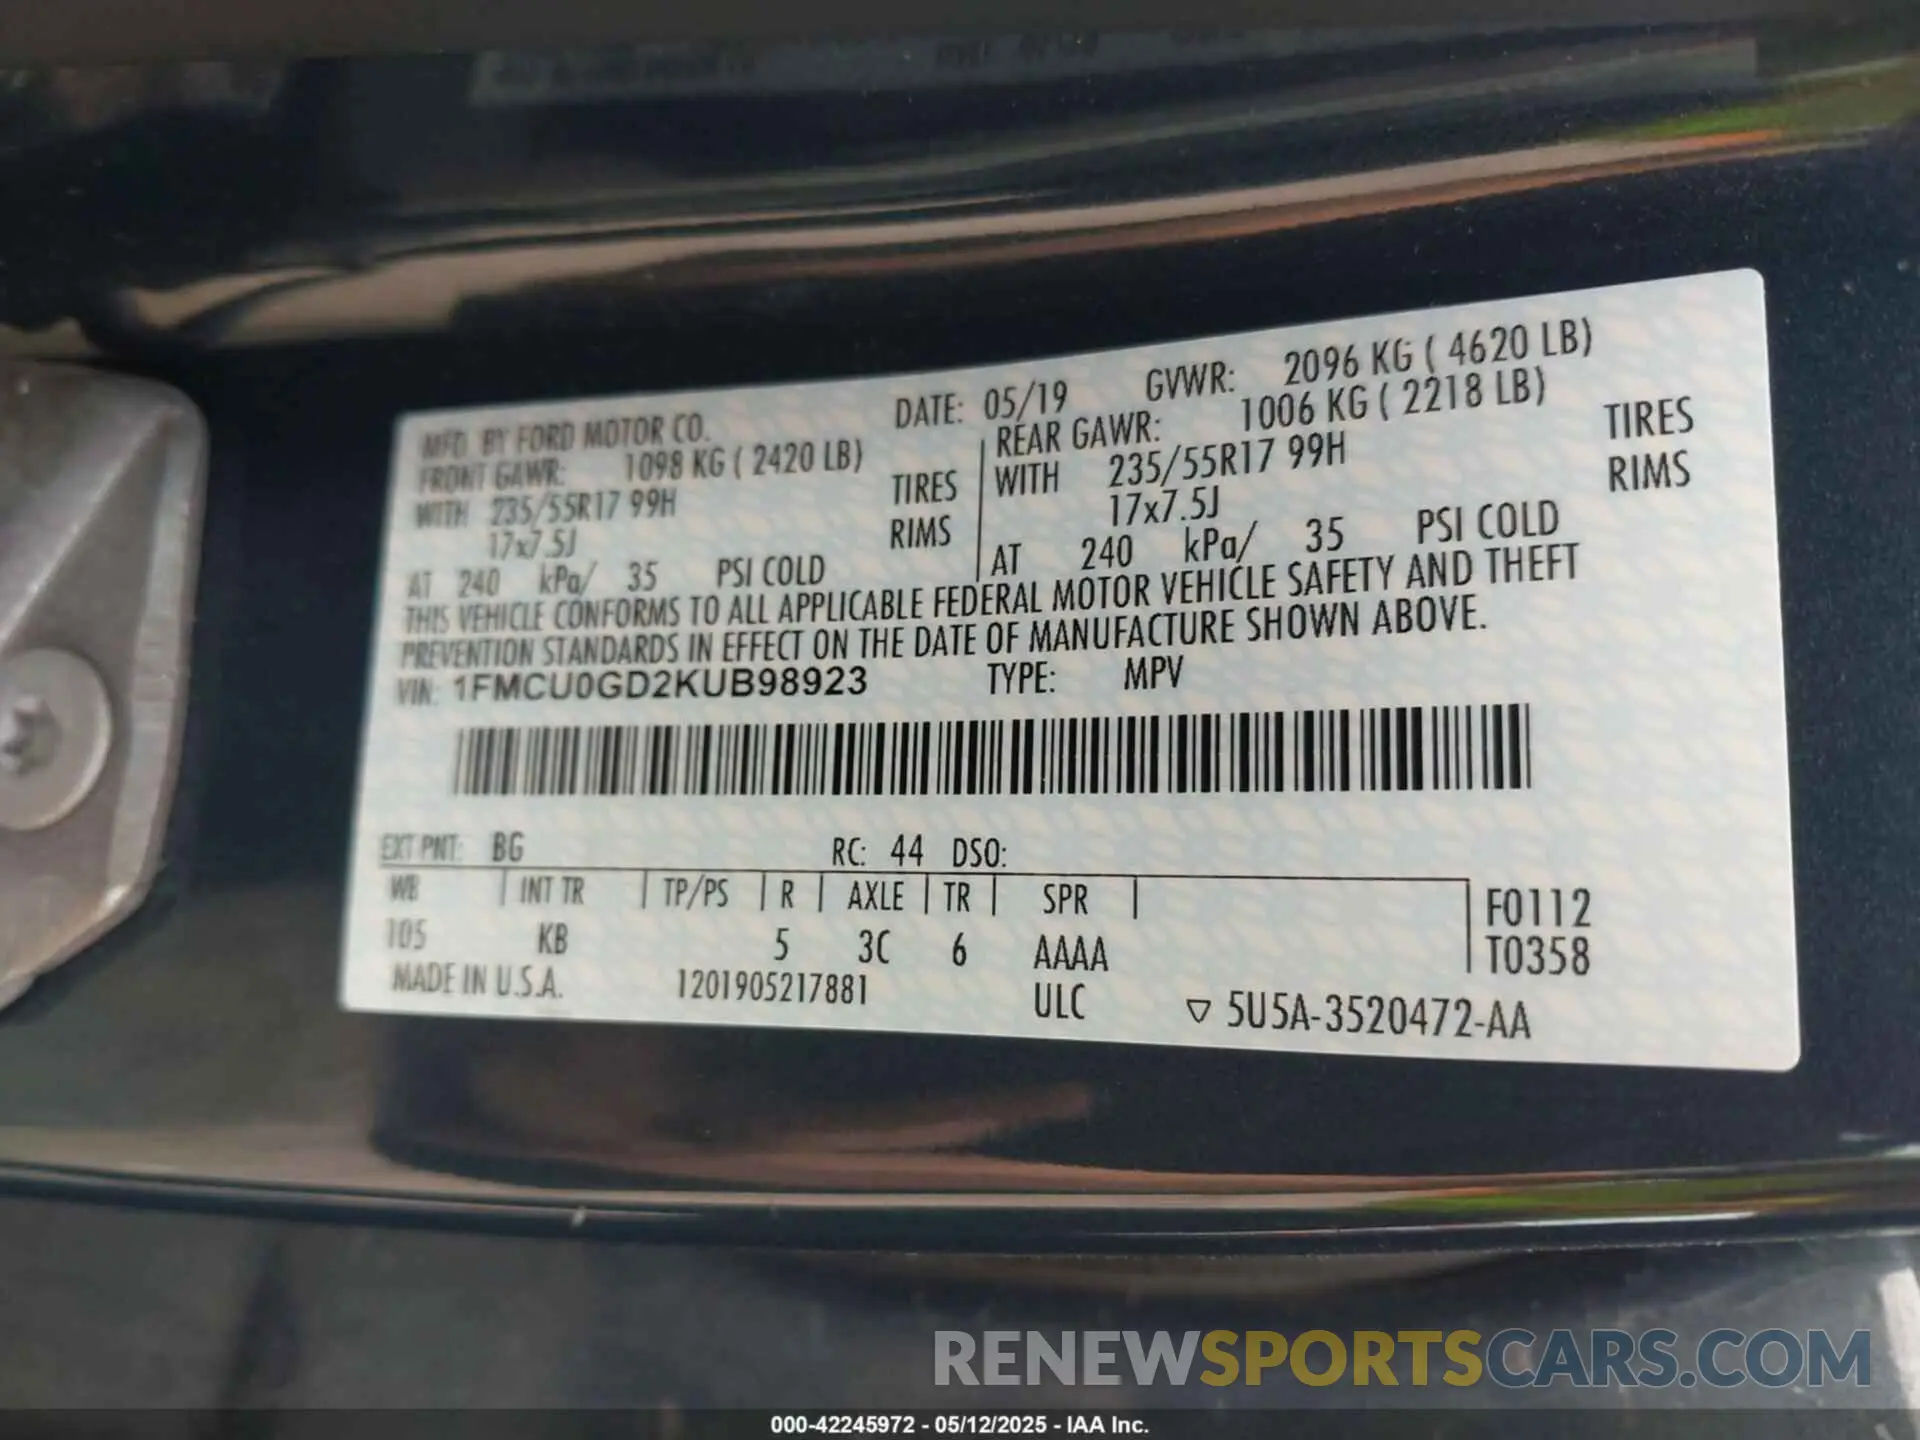 MFD. BY FORD MOTOR CO. DATE: 05/19 GVWR: 2096 KG ( 4620 LB)
FRONT GAWR: 1098 KG ( 2420 LB) REAR GAWR: 1006 KG ( 2218 LB)
WITH 235/55R17 99H TIRES WITH 235/55R17 99H TIRES
17x7.5J RIMS 17x7.5J RIMS
AT 240 kPa/ 35 PSI COLD AT 240 kPa/ 35 PSI COLD
THIS VEHICLE CONFORMS TO ALL APPLICABLE FEDERAL MOTOR VEHICLE SAFETY AND THEFT
PREVENTION STANDARDS IN EFFECT ON THE DATE OF MANUFACTURE SHOWN ABOVE.
VIN: 1FMCU0GD2KUB98923 TYPE: MPV
EXT PNT: BG RC: 44 DSO:
WB INT TR TP/PS R AXLE TR SPR F0112
105 KB 5 3C 6 AAAA T0358
MADE IN U.S.A. 1201905217881 ULC ▽ 5U5A-3520472-AA
RENEWSPORTSCARS.COM
000-42245972 - 05/12/2025 - IAA Inc.